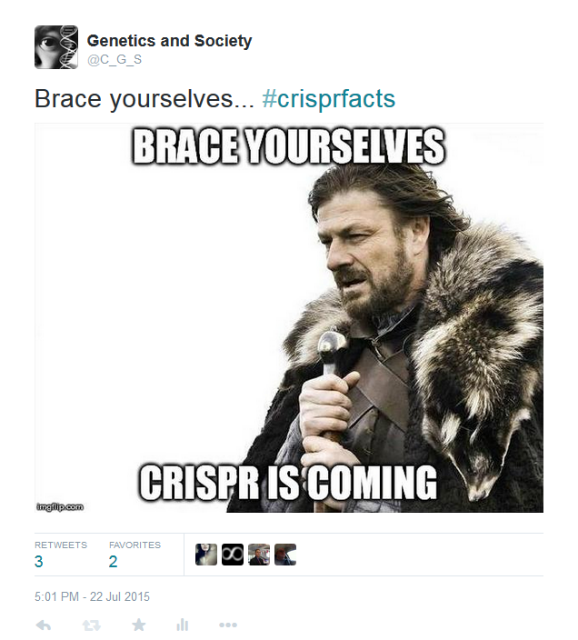 Genetics and Society
@C_G_S
Brace yourselves... #crisprfacts
BRACE YOURSELVES
CRISPR IS COMING
imgflip.com
RETWEETS FAVORITES
3 2
5:01 PM - 22 Jul 2015